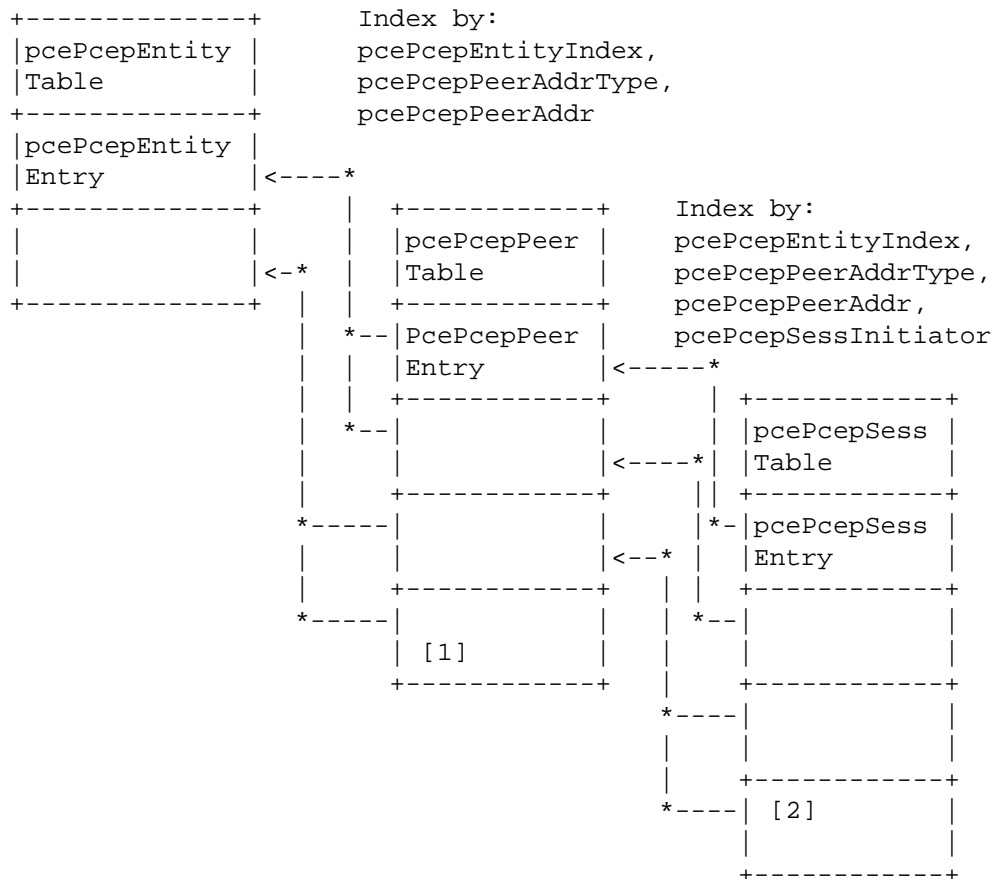 +--------------+      Index by:
|pcePcepEntity |      pcePcepEntityIndex,
|Table         |      pcePcepPeerAddrType,
+--------------+      pcePcepPeerAddr
|pcePcepEntity |
|Entry         |<----*
+--------------+     |  +------------+    Index by:
|              |     |  |pcePcepPeer |    pcePcepEntityIndex,
|              |<-*  |  |Table       |    pcePcepPeerAddrType,
+--------------+  |  |  +------------+    pcePcepPeerAddr,
                  |  *--|PcePcepPeer |    pcePcepSessInitiator
                  |  |  |Entry       |<-----*
                  |  |  +------------+      | +------------+
                  |  *--|            |      | |pcePcepSess |
                  |     |            |<----*| |Table       |
                  |     +------------+     || +------------+
                  *-----|            |     |*-|pcePcepSess |
                  |     |            |<--* |  |Entry       |
                  |     +------------+   | |  +------------+
                  *-----|            |   | *--|            |
                        | [1]        |   |    |            |
                        +------------+   |    +------------+
                                         *----|            |
                                         |    |            |
                                         |    +------------+
                                         *----| [2]        |
                                              |            |
                                              +------------+